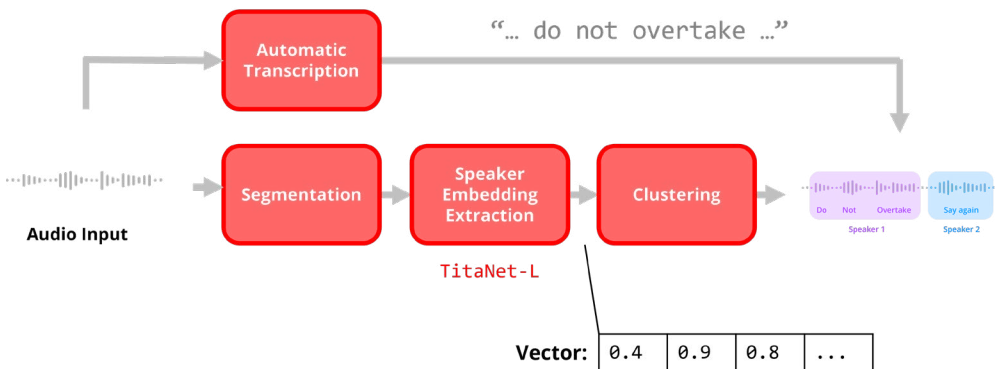 “… do not overtake …”
Automatic
Transcription
Audio Input
Segmentation
Speaker
Embedding
Extraction
Clustering
Do Not Overtake Say again
Speaker 1 Speaker 2
TitaNet-L
Vector: 0.4 0.9 0.8 ...